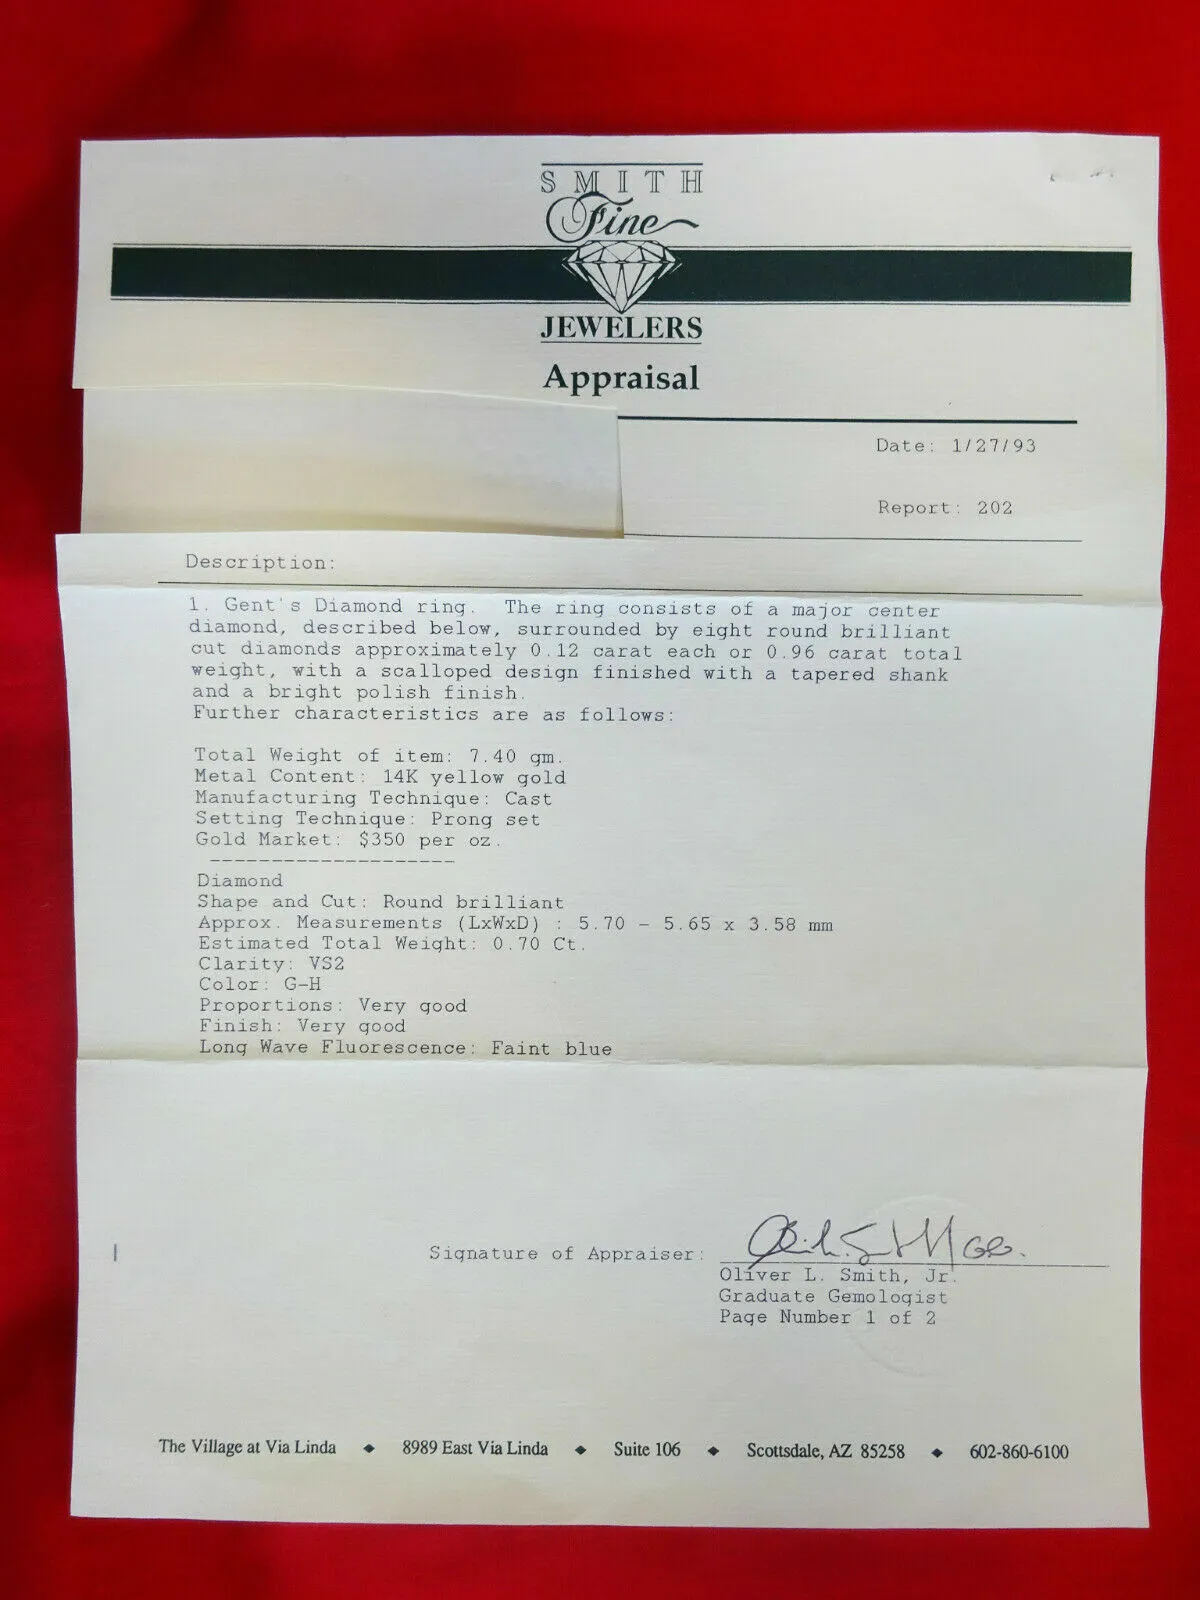 SMITH
Fine
JEWELERS
Appraisal
Date: 1/27/93
Report: 202
Description:
1. Gent's Diamond ring. The ring consists of a major center
diamond, described below, surrounded by eight round brilliant
cut diamonds approximately 0.12 carat each or 0.96 carat total
weight, with a scalloped design finished with a tapered shank
and a bright polish finish.
Further characteristics are as follows:
Total Weight of item: 7.40 gm.
Metal Content: 14K yellow gold
Manufacturing Technique: Cast
Setting Technique: Prong set
Gold Market: $350 per oz.
--------------------
Diamond
Shape and Cut: Round brilliant
Approx. Measurements (LxWxD) : 5.70 - 5.65 x 3.58 mm
Estimated Total Weight: 0.70 Ct.
Clarity: VS2
Color: G-H
Proportions: Very good
Finish: Very good
Long Wave Fluorescence: Faint blue
Signature of Appraiser:
Oliver L. Smith, Jr.
Graduate Gemologist
Page Number 1 of 2
The Village at Via Linda ◆ 8989 East Via Linda ◆ Suite 106 ◆ Scottsdale, AZ 85258 ◆ 602-860-6100